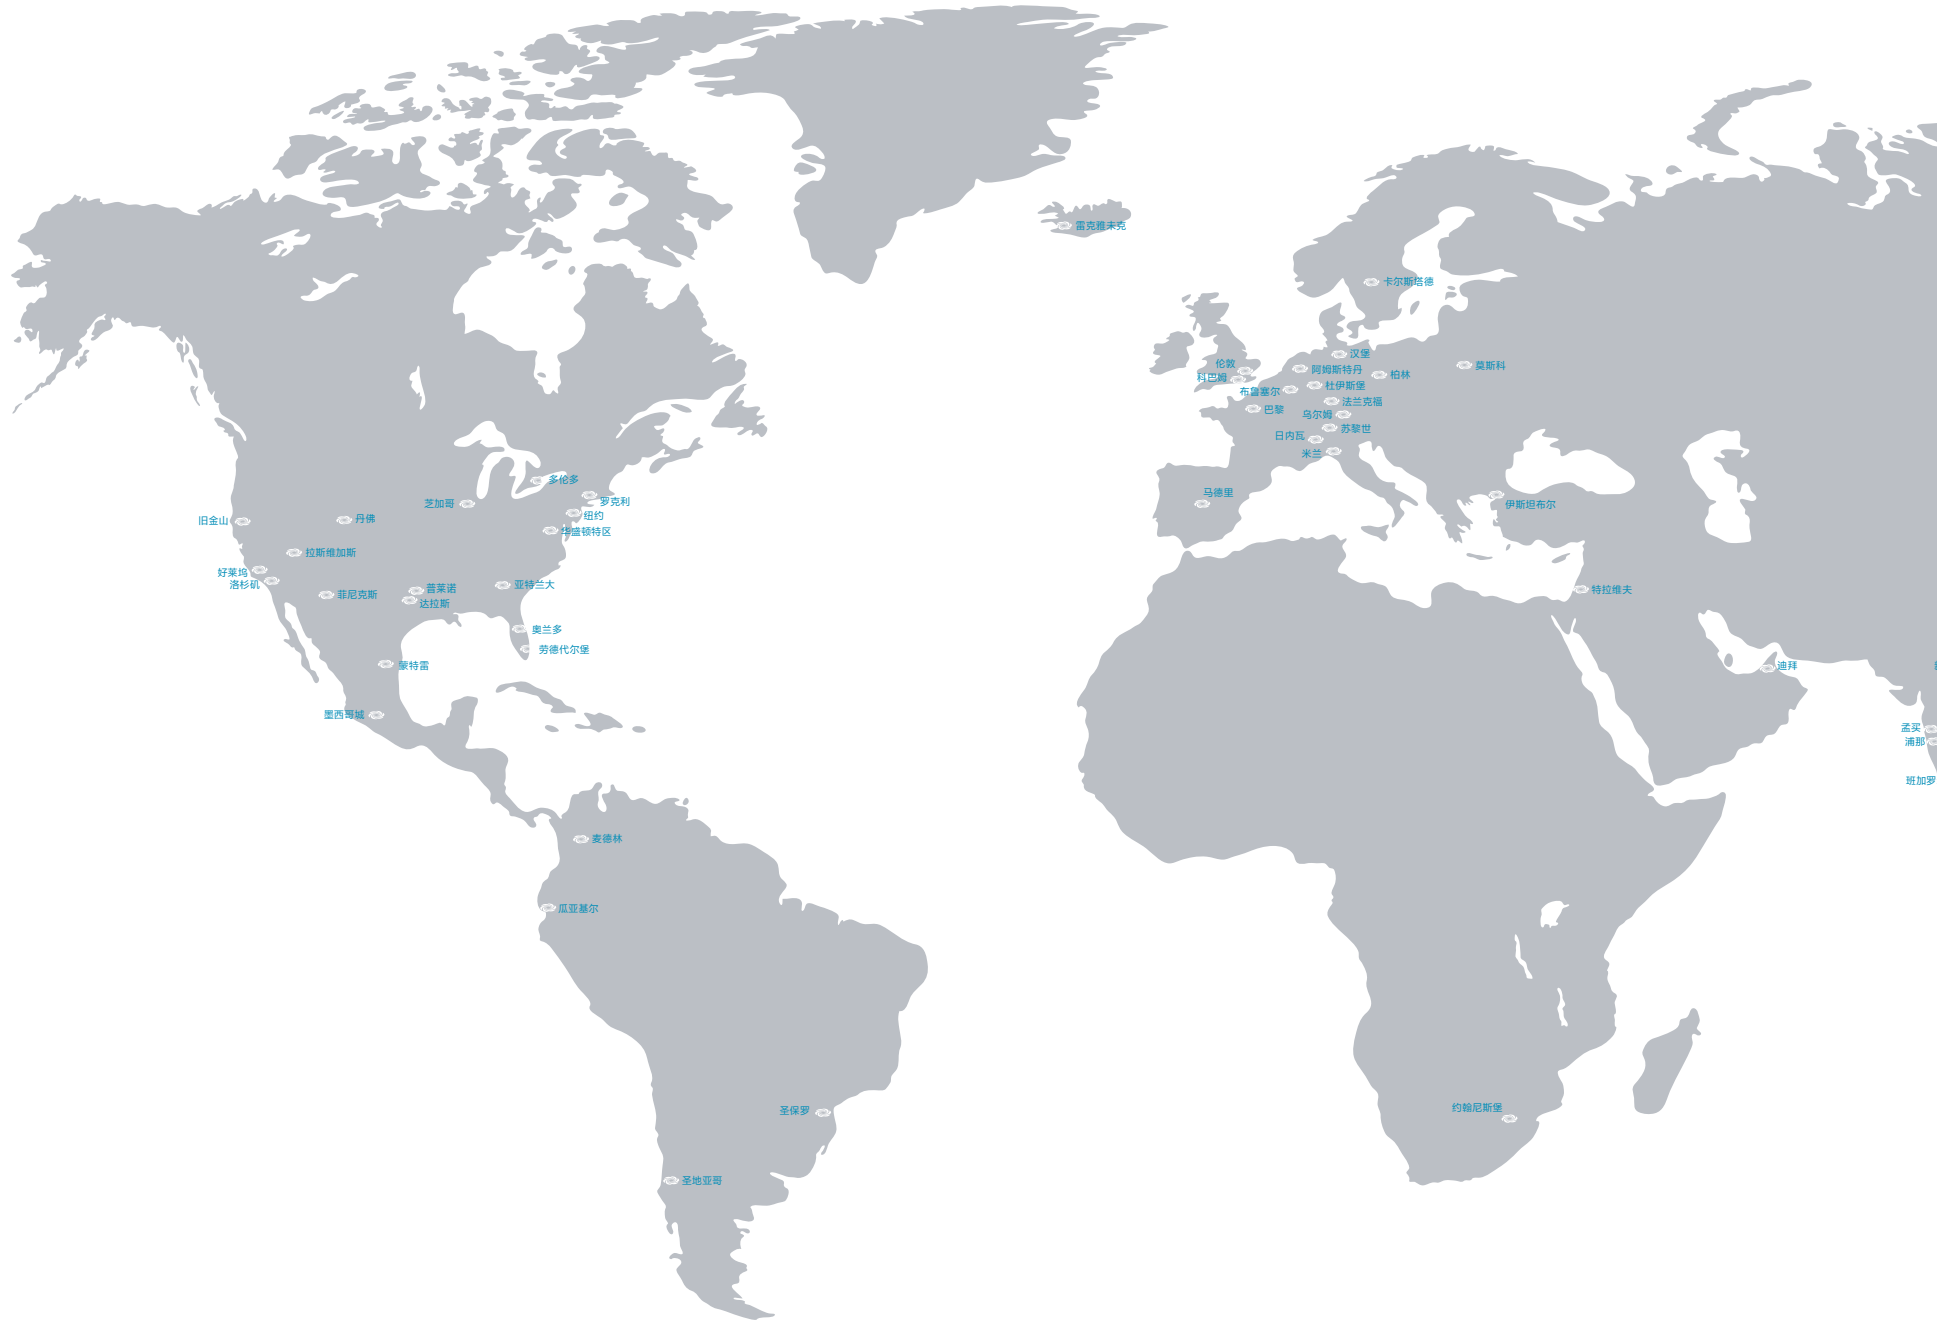 雷克雅未克
卡尔斯塔德
汉堡
伦敦
阿姆斯特丹
莫斯科
柏林
科巴姆
杜伊斯堡
布鲁塞尔
法兰克福
巴黎
乌尔姆
苏黎世
日内瓦
米兰
多伦多
马德里
罗克利
芝加哥
伊斯坦布尔
纽约
丹佛
旧金山
华盛顿特区
拉斯维加斯
好莱坞
洛杉矶
亚特兰大
普莱诺
特拉维夫
菲尼克斯
达拉斯
奥兰多
劳德代尔堡
蒙特雷
迪拜
墨西哥城
孟买
浦那
班加罗
麦德林
瓜亚基尔
约翰尼斯堡
圣保罗
圣地亚哥